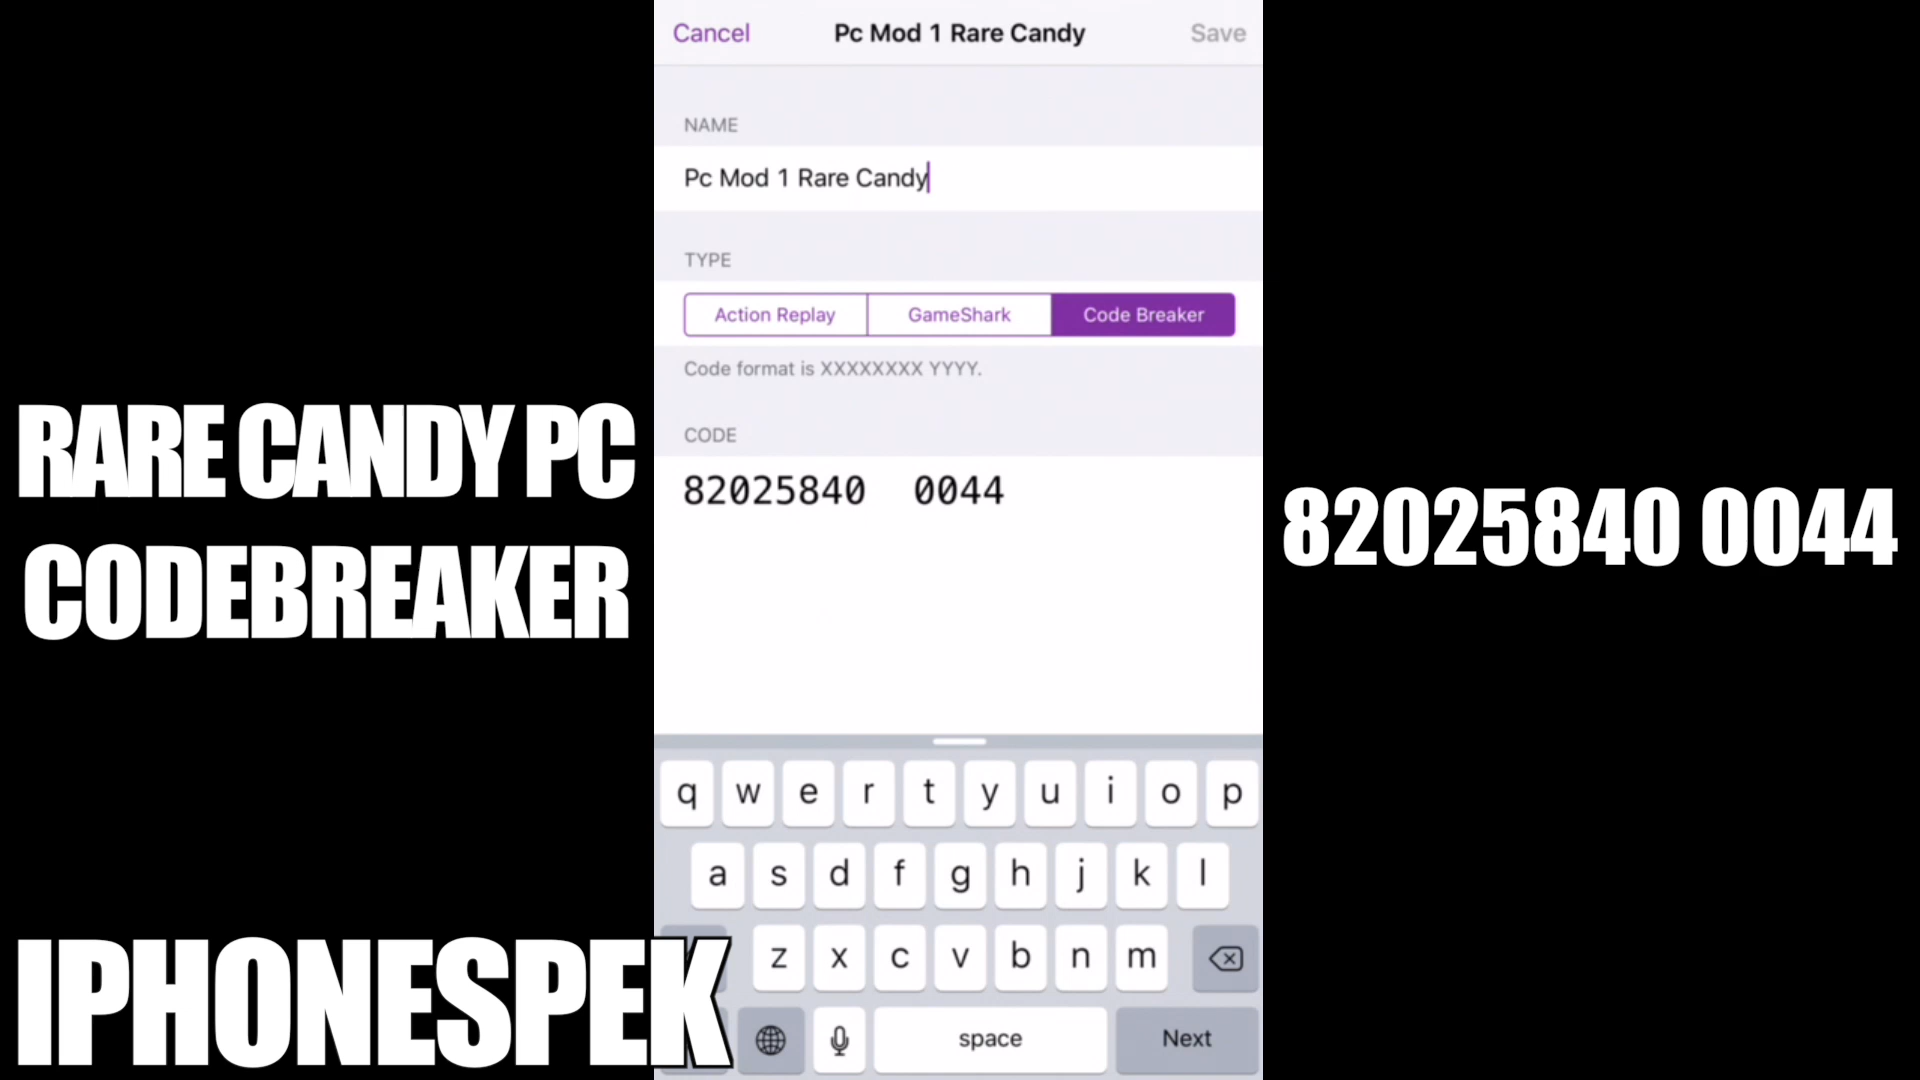 Cancel Pc Mod 1 Rare Candy Save
NAME
Pc Mod 1 Rare Candy
TYPE
Action Replay GameShark Code Breaker
Code format is XXXXXXXX YYYY.
CODE
82025840 0044
RARE CANDY PC
CODEBREAKER
82025840 0044
q w e r t y u i o p
a s d f g h j k l
z x c v b n m
space Next
IPHONESPEK